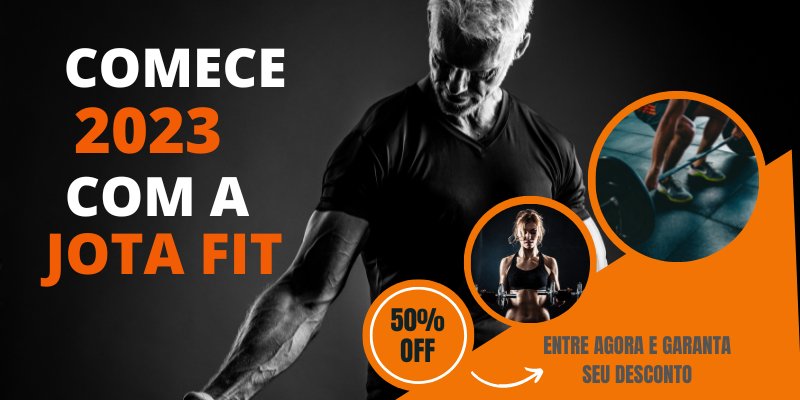 COMECE
2023
COM A
JOTA FIT
50%
OFF
ENTRE AGORA E GARANTA
SEU DESCONTO